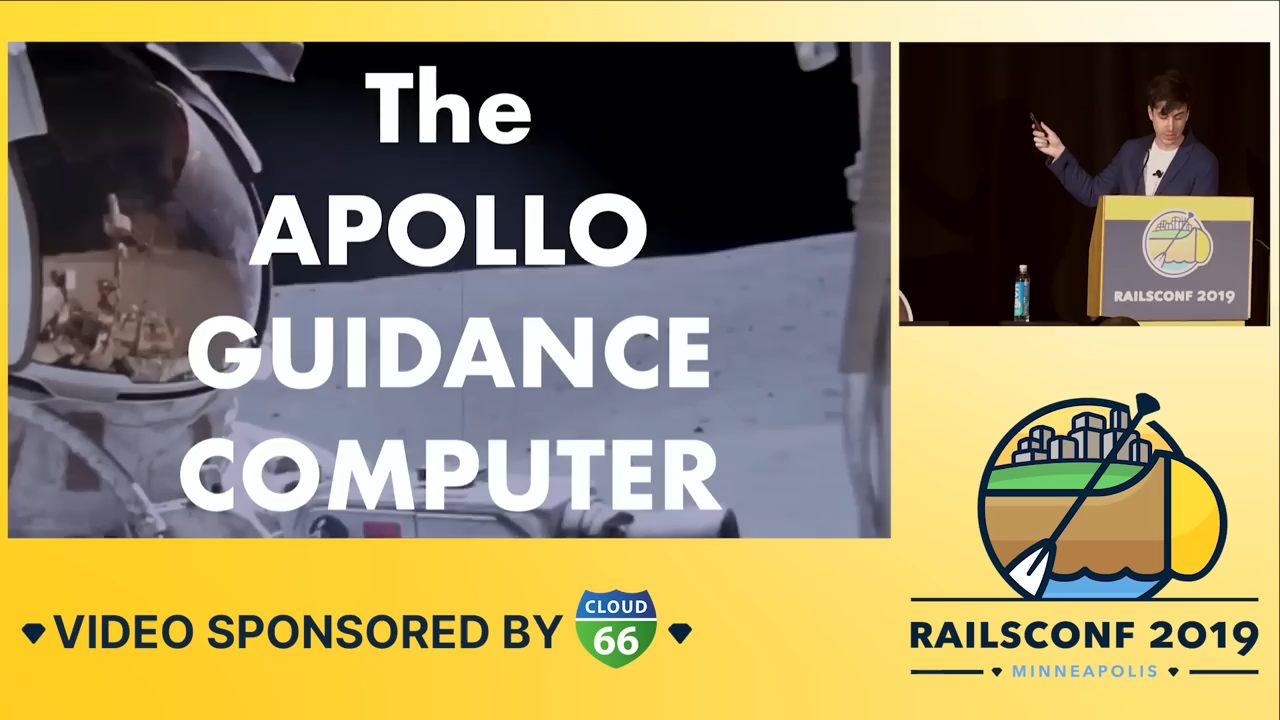 The
APOLLO
GUIDANCE
COMPUTER
RAILSCONF 2019
VIDEO SPONSORED BY
CLOUD
66
RAILSCONF 2019
MINNEAPOLIS